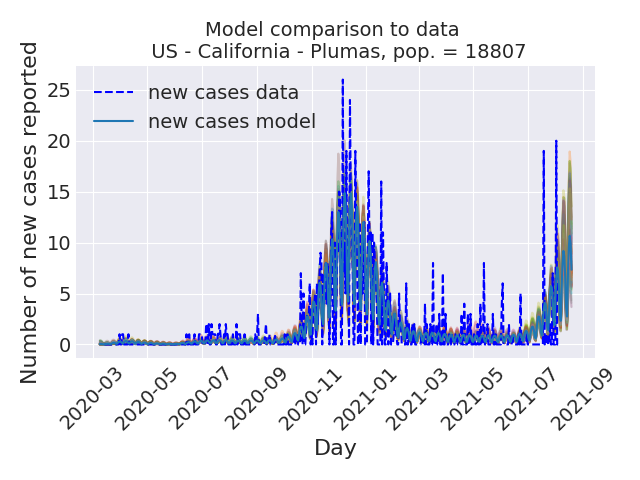 Model comparison to data
US - California - Plumas, pop. = 18807
Number of new cases reported
25
20
15
10
5
0
new cases data
new cases model
2020-03
2020-05
2020-07
2020-09
2020-11
2021-01
2021-03
2021-05
2021-07
2021-09
Day